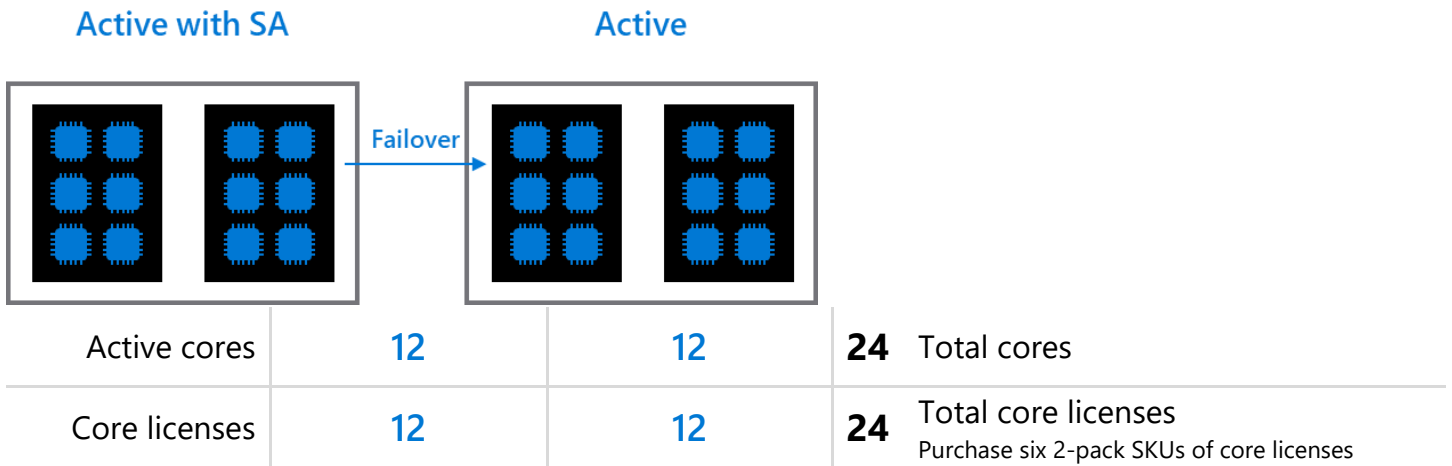 Active with SA
Active
Failover
Active cores 12 12 24 Total cores
Core licenses 12 12 24 Total core licenses
Purchase six 2-pack SKUs of core licenses